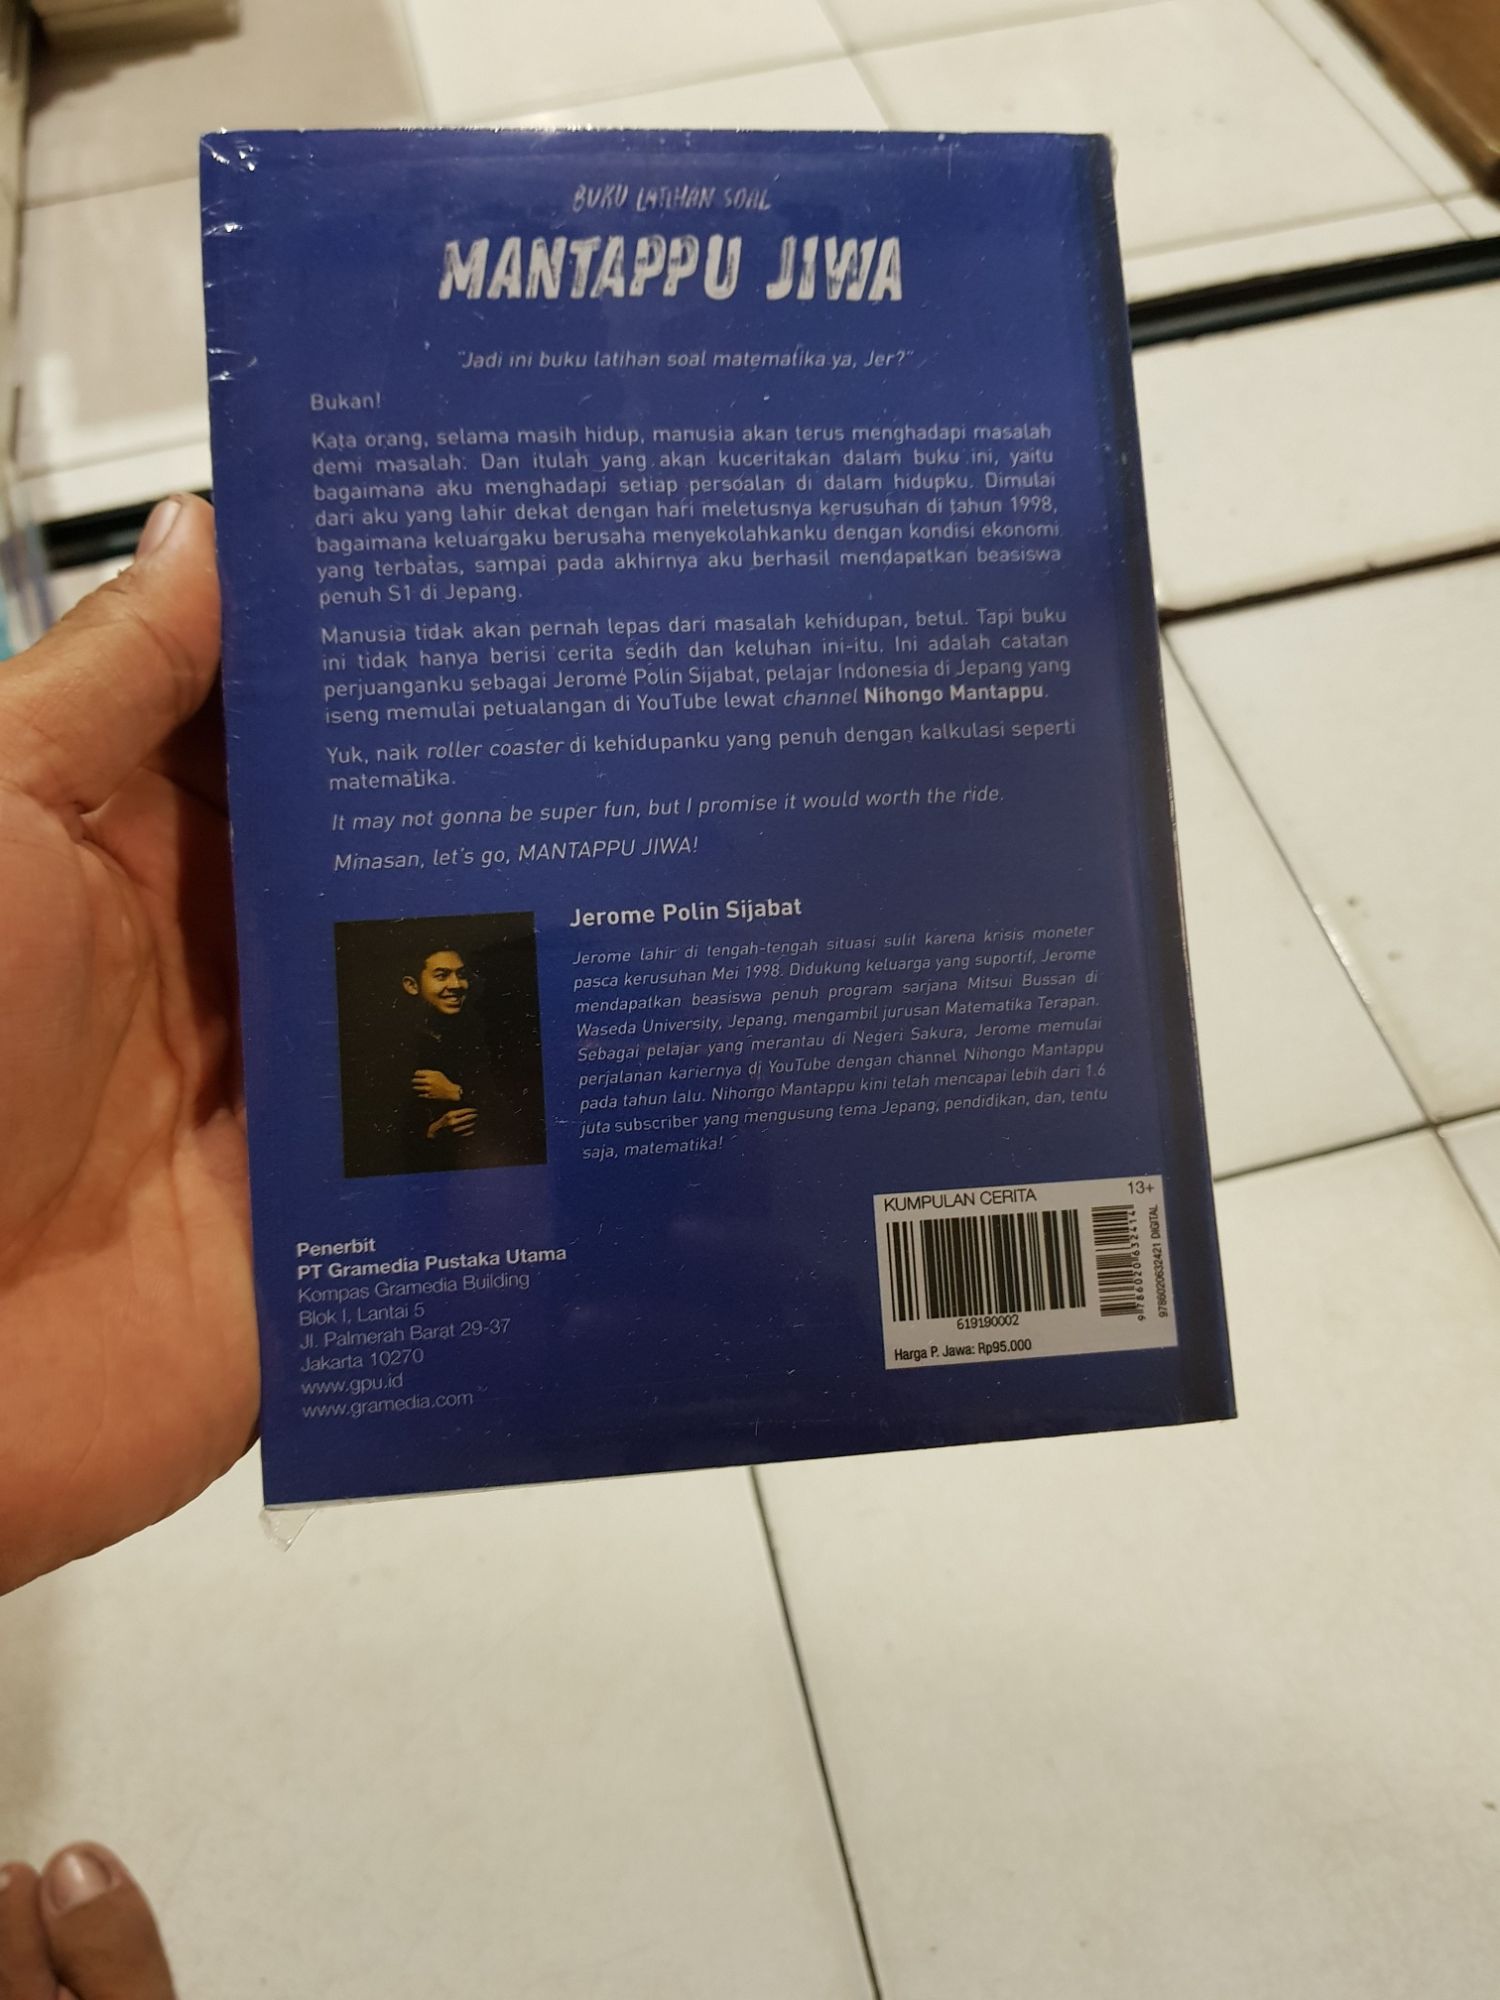 BUKU LATIHAN SOAL
MANTAPPU JIWA
"Jadi ini buku latihan soal matematika ya, Jer?"
Bukan!
Kata orang, selama masih hidup, manusia akan terus menghadapi masalah
demi masalah. Dan itulah yang akan kuceritakan dalam buku ini, yaitu
bagaimana aku menghadapi setiap persoalan di dalam hidupku. Dimulai
dari aku yang lahir dekat dengan hari meletusnya kerusuhan di tahun 1998,
bagaimana keluargaku berusaha menyekolahkanku dengan kondisi ekonomi
yang terbatas, sampai pada akhirnya aku berhasil mendapatkan beasiswa
penuh S1 di Jepang.
Manusia tidak akan pernah lepas dari masalah kehidupan, betul. Tapi buku
ini tidak hanya berisi cerita sedih dan keluhan ini-itu. Ini adalah catatan
perjuanganku sebagai Jerome Polin Sijabat, pelajar Indonesia di Jepang yang
iseng memulai petualangan di YouTube lewat channel Nihongo Mantappu.
Yuk, naik roller coaster di kehidupanku yang penuh dengan kalkulasi seperti
matematika.
It may not gonna be super fun, but I promise it would worth the ride.
Minasan, let's go, MANTAPPU JIWA!
Jerome Polin Sijabat
Jerome lahir di tengah-tengah situasi sulit karena krisis moneter
pasca kerusuhan Mei 1998. Didukung keluarga yang suportif, Jerome
mendapatkan beasiswa penuh program sarjana Mitsui Bussan di
Waseda University, Jepang, mengambil jurusan Matematika Terapan.
Sebagai pelajar yang merantau di Negeri Sakura, Jerome memulai
perjalanan kariernya di YouTube dengan channel Nihongo Mantappu
pada tahun lalu. Nihongo Mantappu kini telah mencapai lebih dari 1.6
juta subscriber yang mengusung tema Jepang, pendidikan, dan, tentu
saja, matematika!
Penerbit
PT Gramedia Pustaka Utama
Kompas Gramedia Building
Blok I, Lantai 5
Jl. Palmerah Barat 29-37
Jakarta 10270
www.gpu.id
www.gramedia.com
KUMPULAN CERITA
13+
619190002
Harga P. Jawa: Rp95.000
9786020632414
9786020632421 DIGITAL